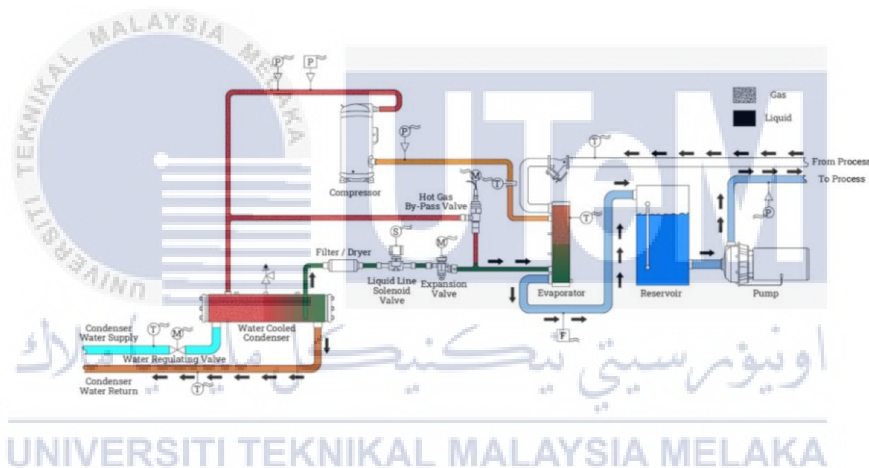 UNIVERSITI TEKNIKAL MALAYSIA MELAKA
UTeM
P
P
Gas
Liquid
P
T
From Process
To Process
Compressor
M
T
Hot Gas
By-Pass Valve
T
P
S
M
Filter / Dryer
Liquid Line
Solenoid
Valve
Expansion
Valve
Evaporator
Reservoir
Pump
F
Condenser
Water Supply
T
M
Water Cooled
Condenser
Water Regulating Valve
Condenser
Water Return
T
اونيۏرسيتي تيكنيكل مليسيا ملاك
UNIVERSITI TEKNIKAL MALAYSIA MELAKA